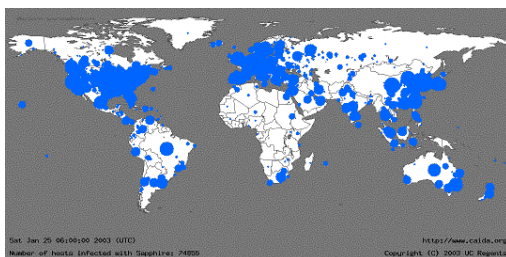 Sat Jan 25 06:00:00 2003 (UTC)
http://www.caida.org
Number of hosts infected with Sapphire: 74855
Copyright (C) 2003 UC Regents